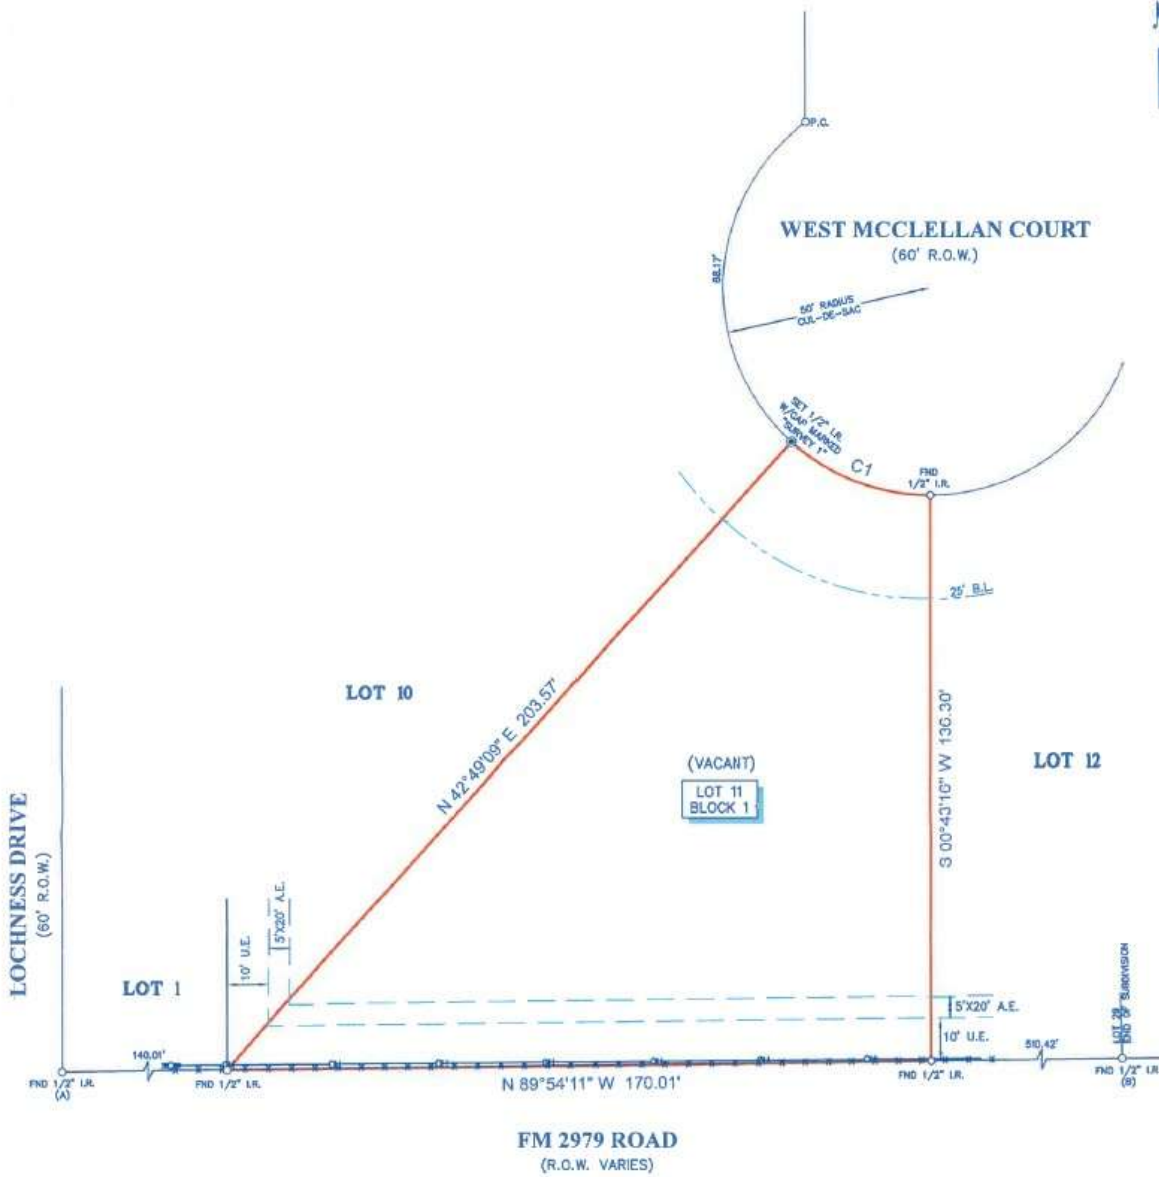 P.C.
WEST MCCLELLAN COURT
(60' R.O.W.)
68.17'
50' RADIUS
CUL-DE-SAC
SET 1/2" I.R.
W/CAP MARKED
"SURVEY 1"
C1
FND
1/2" I.R.
25' B.L.
LOT 10
N 42°49'09" E 203.57'
(VACANT)
LOT 11
BLOCK 1
S 00°43'10" W 136.30'
LOT 12
LOCHNESS DRIVE
(60' R.O.W.)
10' U.E.
5'X20' A.E.
LOT 1
5'X20' A.E.
10' U.E.
LOT 29
END OF SUBDIVISION
140.01'
510.42'
FND 1/2" I.R.
(A)
FND 1/2" I.R.
N 89°54'11" W 170.01'
FND 1/2" I.R.
FND 1/2" I.R.
(B)
FM 2979 ROAD
(R.O.W. VARIES)